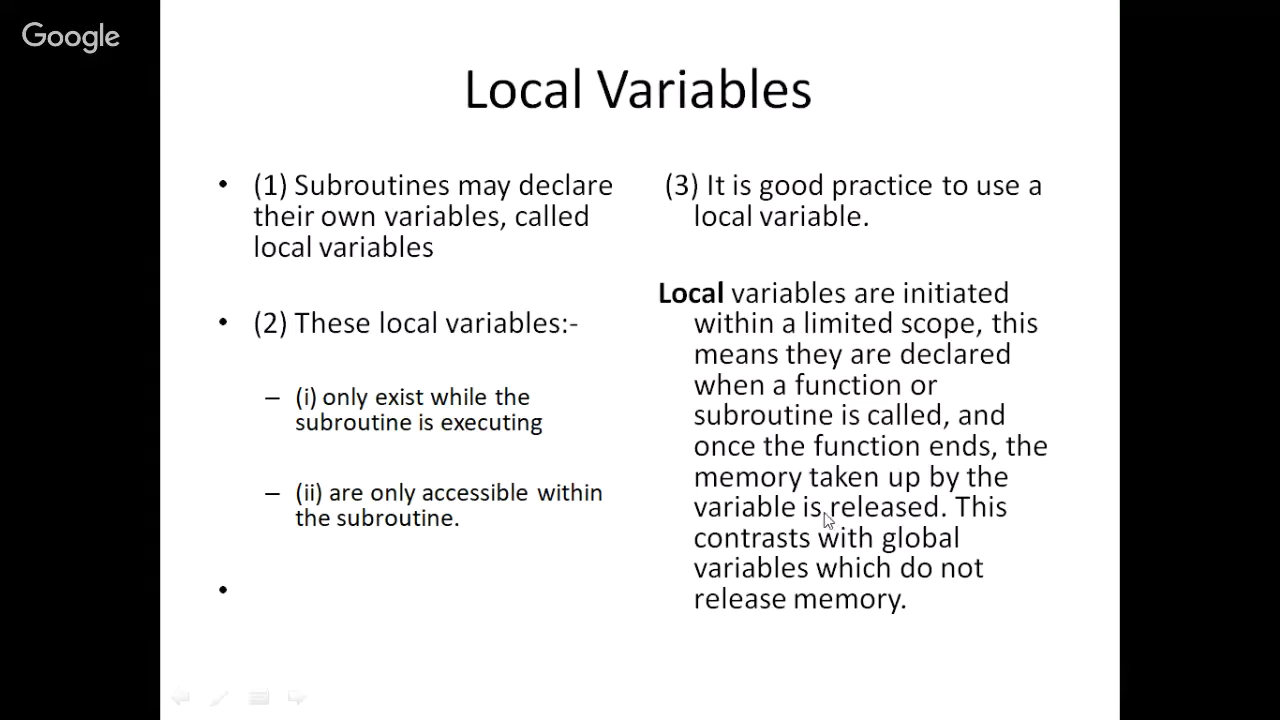 Google
Local Variables
• (1) Subroutines may declare
their own variables, called
local variables
• (2) These local variables:-
– (i) only exist while the
subroutine is executing
– (ii) are only accessible within
the subroutine.
•
(3) It is good practice to use a
local variable.
Local variables are initiated
within a limited scope, this
means they are declared
when a function or
subroutine is called, and
once the function ends, the
memory taken up by the
variable is released. This
contrasts with global
variables which do not
release memory.